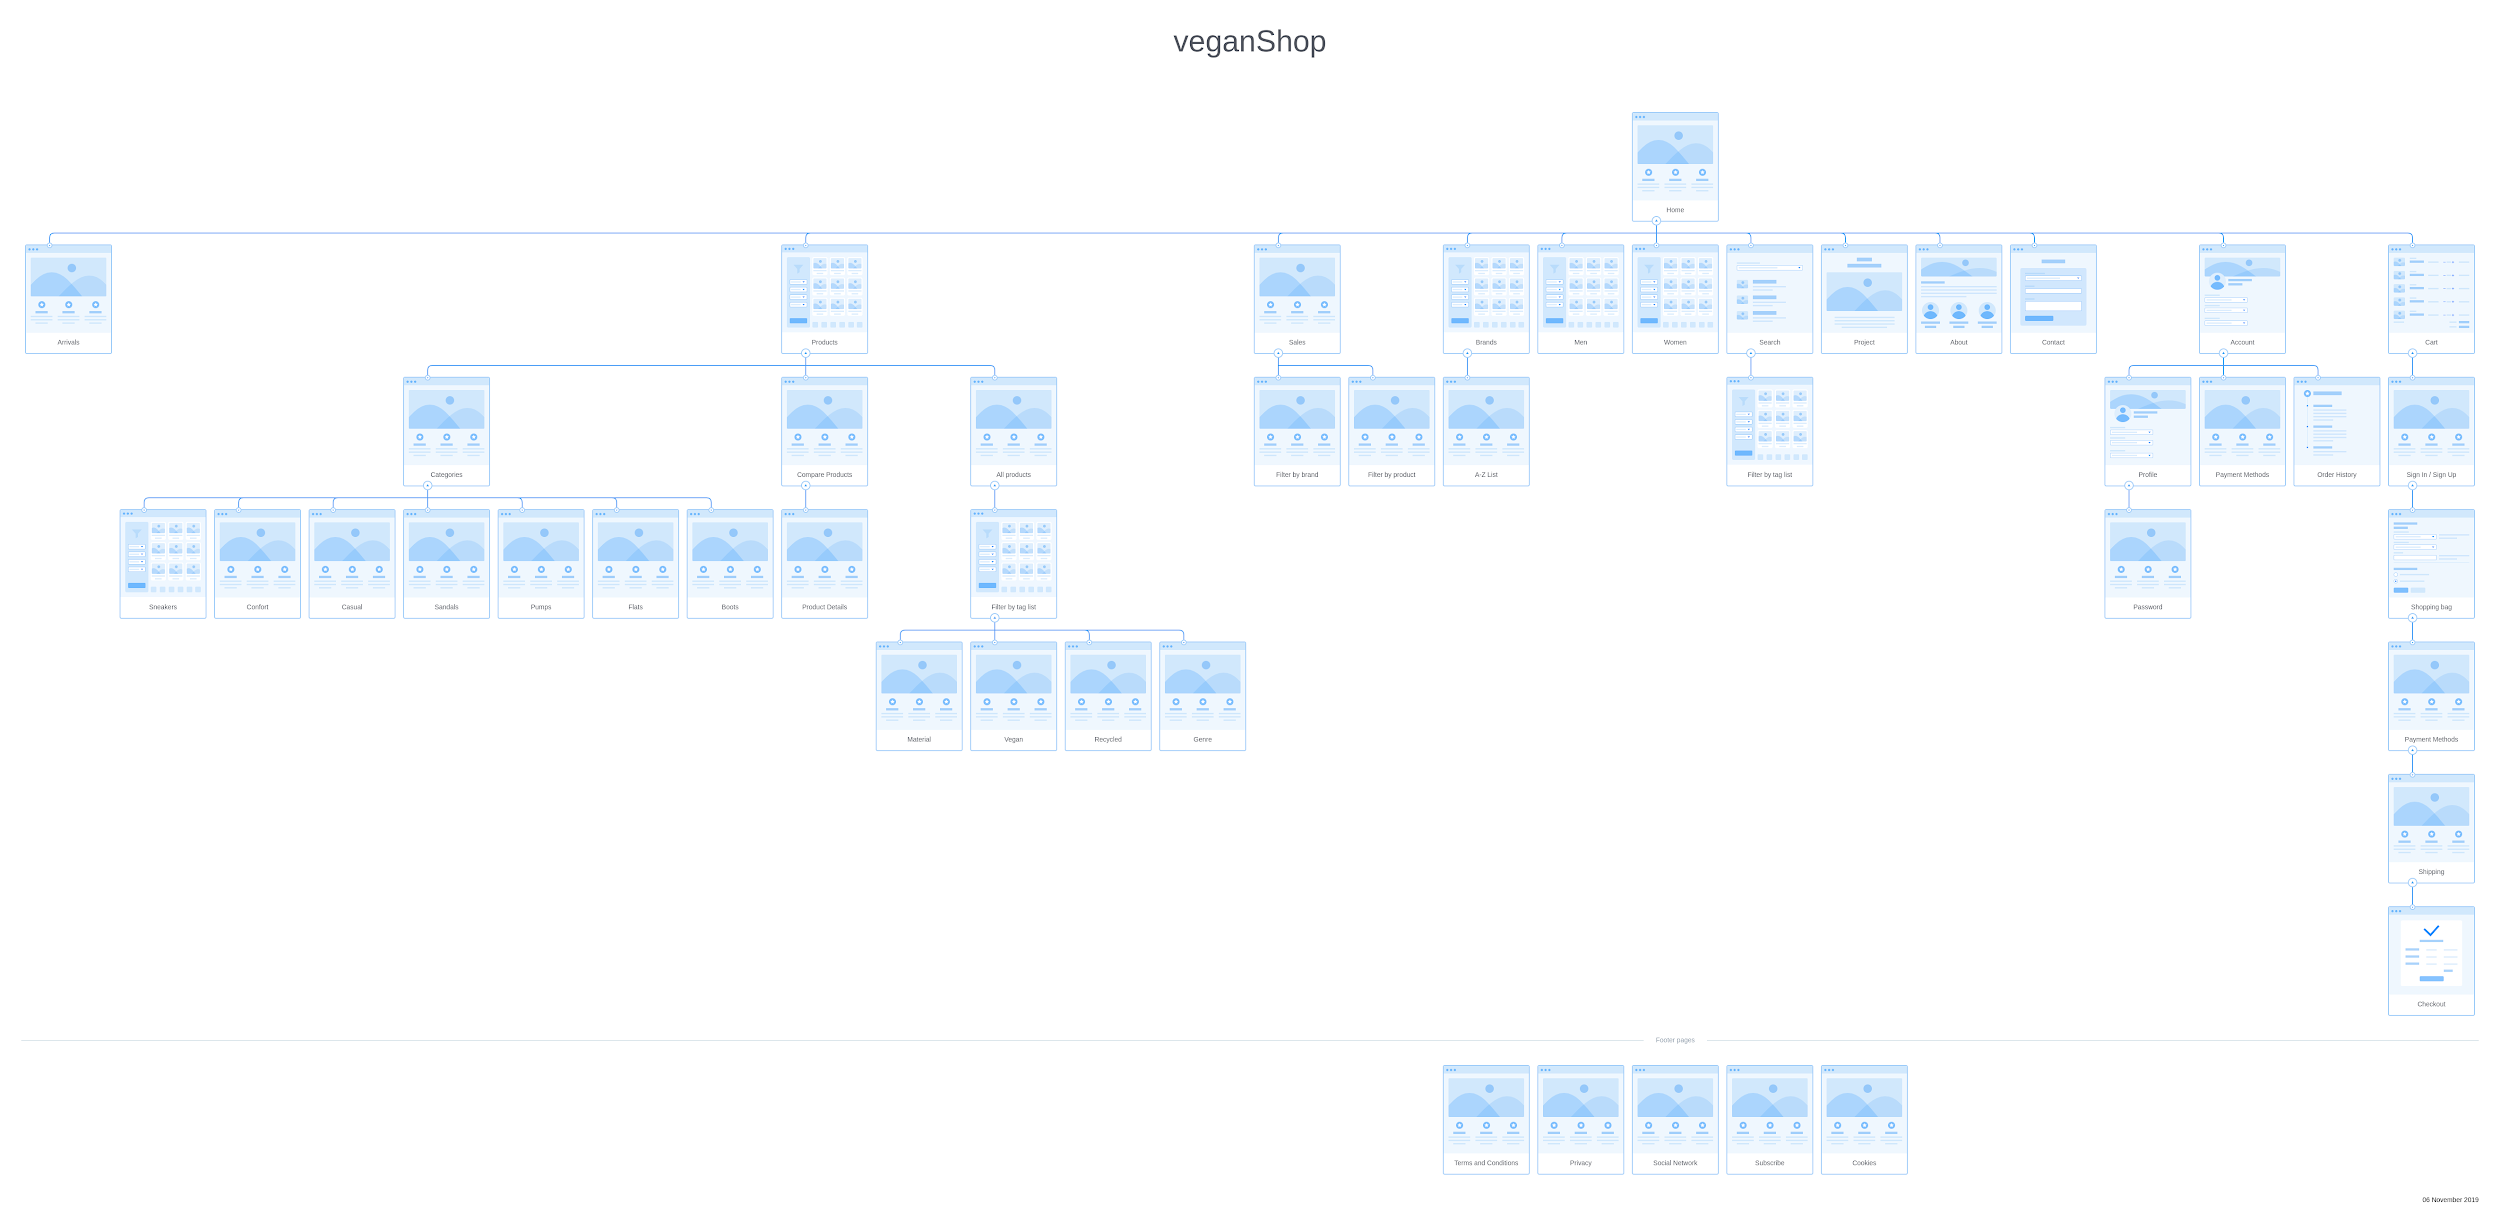 veganShop
Home
Arrivals
Products
Sales
Brands
Men
Women
Search
Project
About
Contact
Account
Cart
Categories
Compare Products
All products
Filter by brand
Filter by product
A-Z List
Filter by tag list
Profile
Payment Methods
Order History
Sign In / Sign Up
Sneakers
Confort
Casual
Sandals
Pumps
Flats
Boots
Product Details
Filter by tag list
Password
Shopping bag
Material
Vegan
Recycled
Genre
Payment Methods
Shipping
Checkout
Footer pages
Terms and Conditions
Privacy
Social Network
Subscribe
Cookies
06 November 2019